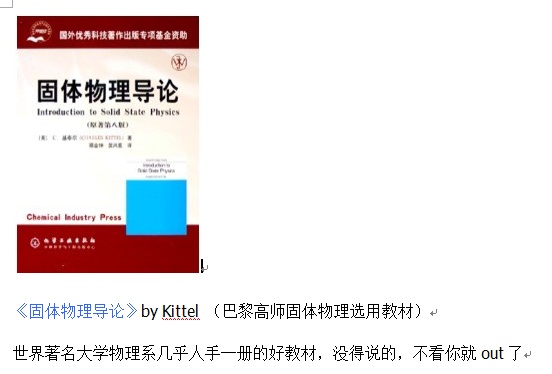 国外优秀科技著作出版专项基金资助
固体物理导论
Introduction to Solid State Physics
(原著第八版)
[美] C. 基泰尔 (CHARLES KITTEL) 著
项金钟 吴兴惠 译
Introduction to
Solid State Physics
Chemical Industry Press
化学工业出版社
《固体物理导论》by Kittel （巴黎高师固体物理选用教材）
世界著名大学物理系几乎人手一册的好教材，没得说的，不看你就 out 了